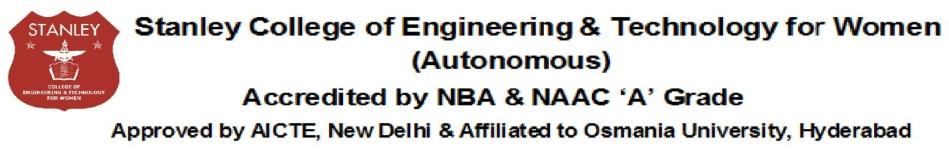 STANLEY
COLLEGE OF
ENGINEERING & TECHNOLOGY
FOR WOMEN
Stanley College of Engineering & Technology for Women
(Autonomous)
Accredited by NBA & NAAC ‘A’ Grade
Approved by AICTE, New Delhi & Affiliated to Osmania University, Hyderabad